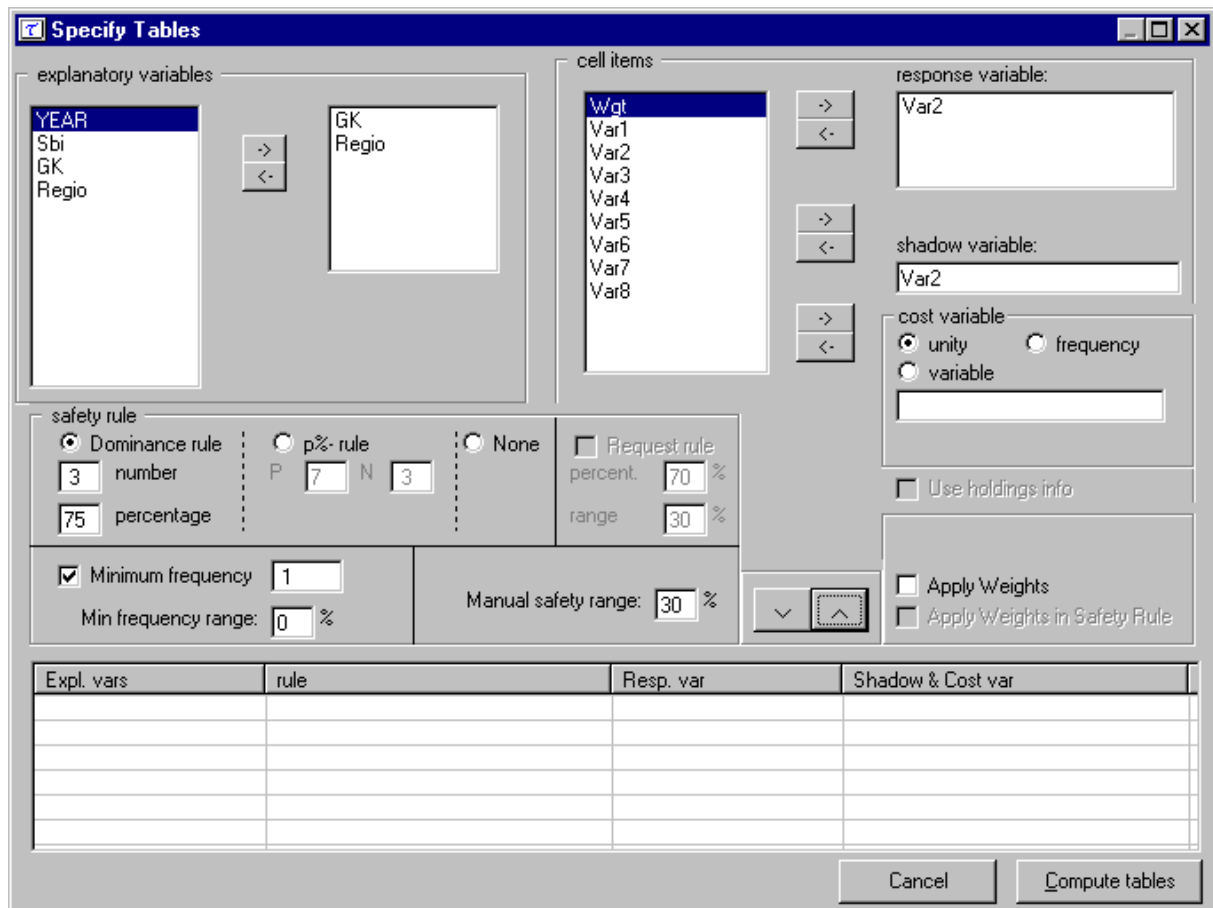 Specify Tables
explanatory variables
YEAR
Sbi
GK
Regio
->
<-
GK
Regio
cell items
Wgt
Var1
Var2
Var3
Var4
Var5
Var6
Var7
Var8
->
<-
->
<-
->
<-
response variable:
Var2
shadow variable:
Var2
cost variable
unity
frequency
variable
safety rule
Dominance rule
3 number
75 percentage
p%- rule
P 7 N 3
None
Request rule
percent. 70 %
range 30 %
Use holdings info
Minimum frequency 1
Min frequency range: 0 %
Manual safety range: 30 %
Apply Weights
Apply Weights in Safety Rule
Expl. vars rule Resp. var Shadow & Cost var
Cancel
Compute tables